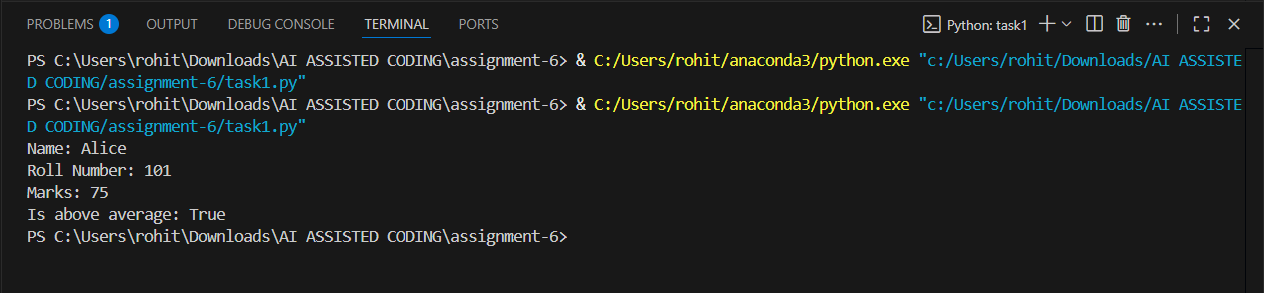 PROBLEMS 1 OUTPUT DEBUG CONSOLE TERMINAL PORTS Python: task1
PS C:\Users\rohit\Downloads\AI ASSISTED CODING\assignment-6> & C:/Users/rohit/anaconda3/python.exe "c:/Users/rohit/Downloads/AI ASSISTE
D CODING/assignment-6/task1.py"
PS C:\Users\rohit\Downloads\AI ASSISTED CODING\assignment-6> & C:/Users/rohit/anaconda3/python.exe "c:/Users/rohit/Downloads/AI ASSISTE
D CODING/assignment-6/task1.py"
Name: Alice
Roll Number: 101
Marks: 75
Is above average: True
PS C:\Users\rohit\Downloads\AI ASSISTED CODING\assignment-6>